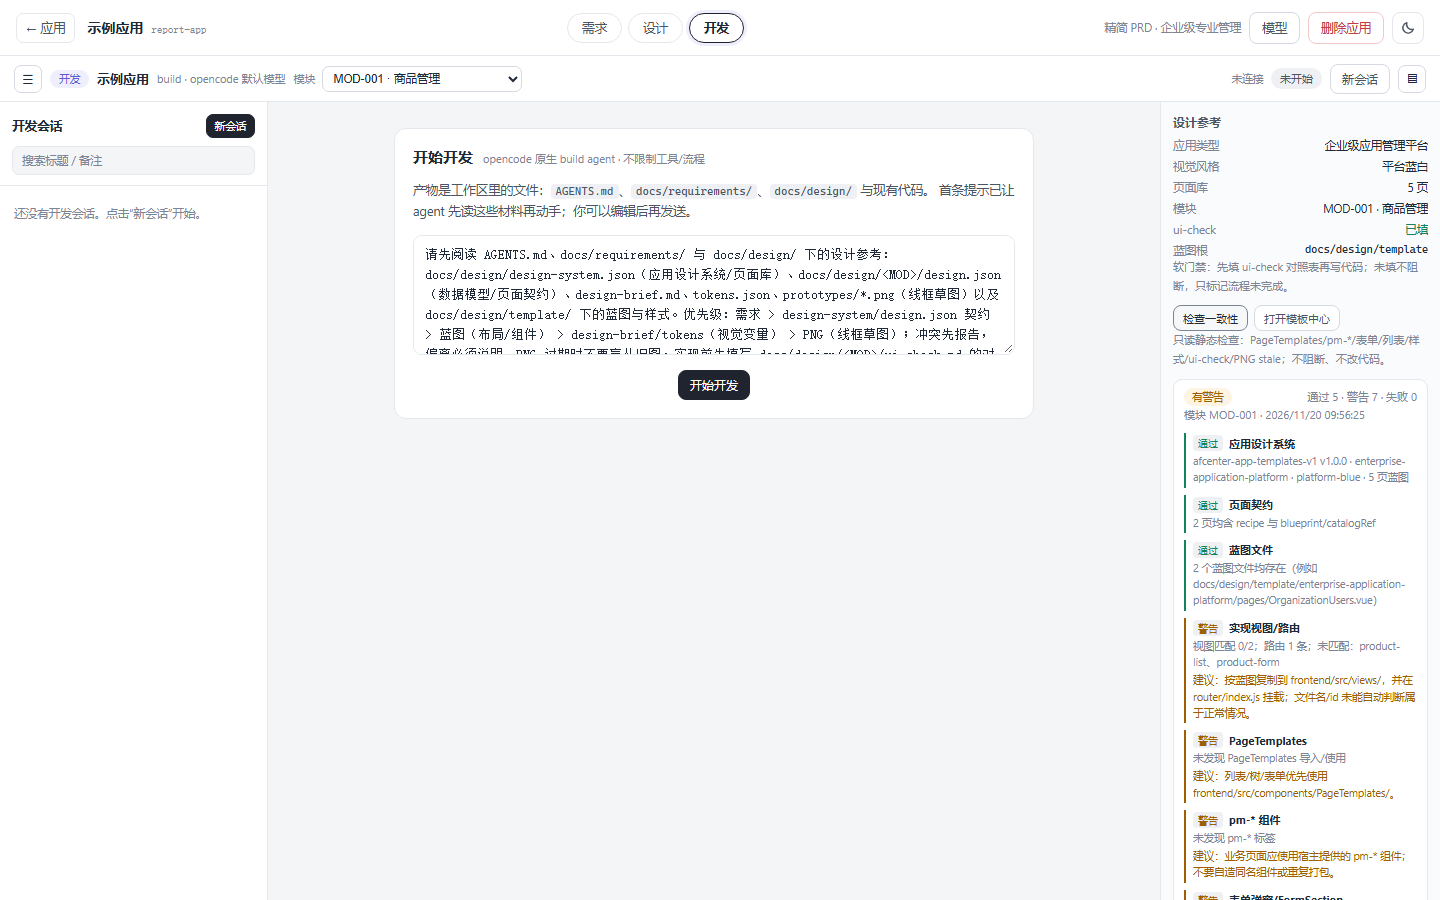 ← 应用
示例应用 report-app
需求
设计
开发
精简 PRD · 企业级专业管理
模型
删除应用
☰
开发
示例应用
build · opencode 默认模型
模块
MOD-001 · 商品管理
未连接
未开始
新会话
开发会话
新会话
搜索标题 / 备注
还没有开发会话。点击“新会话”开始。
开始开发 opencode 原生 build agent · 不限制工具/流程
产物是工作区里的文件: AGENTS.md 、 docs/requirements/ 、 docs/design/ 与现有代码。 首条提示已让
agent 先读这些材料再动手；你可以编辑后再发送。
请先阅读 AGENTS.md、docs/requirements/ 与 docs/design/ 下的设计参考：
docs/design/design-system.json（应用设计系统/页面库）、docs/design/<MOD>/design.json
（数据模型/页面契约）、design-brief.md、tokens.json、prototypes/*.png（线框草图）以及
docs/design/template/ 下的蓝图与样式。优先级：需求 > design-system/design.json 契约
> 蓝图（布局/组件） > design-brief/tokens（视觉变量） > PNG（线框草图）；冲突先报告，
开始开发
设计参考
应用类型 企业级应用管理平台
视觉风格 平台蓝白
页面库 5 页
模块 MOD-001 · 商品管理
ui-check 已填
蓝图根 docs/design/template
软门禁：先填 ui-check 对照表再写代码；未填不阻
断，只标记流程未完成。
检查一致性
打开模板中心
只读静态检查：PageTemplates/pm-*/表单/列表/样
式/ui-check/PNG stale；不阻断、不改代码。
有警告 通过 5 · 警告 7 · 失败 0
模块 MOD-001 · 2026/11/20 09:56:25
通过 应用设计系统
afcenter-app-templates-v1 v1.0.0 · enterprise-
application-platform · platform-blue · 5 页蓝图
通过 页面契约
2 页均含 recipe 与 blueprint/catalogRef
通过 蓝图文件
2 个蓝图文件均存在（例如
docs/design/template/enterprise-application-
platform/pages/OrganizationUsers.vue）
警告 实现视图/路由
视图匹配 0/2；路由 1 条；未匹配：product-
list、product-form
建议：按蓝图复制到 frontend/src/views/，并在
router/index.js 挂载；文件名/id 未能自动判断属
于正常情况。
警告 PageTemplates
未发现 PageTemplates 导入/使用
建议：列表/树/表单优先使用
frontend/src/components/PageTemplates/。
警告 pm-* 组件
未发现 pm-* 标签
建议：业务页面应使用宿主提供的 pm-* 组件；
不要自造同名组件或重复打包。